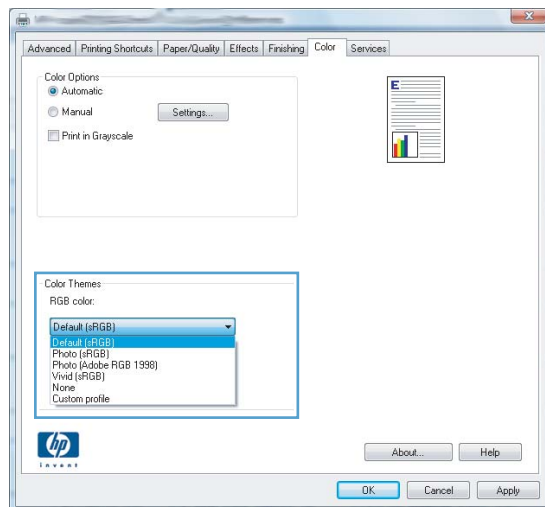 Advanced Printing Shortcuts Paper/Quality Effects Finishing Color Services
Color Options
Automatic
Manual
Settings...
Print in Grayscale
E
Color Themes
RGB color:
Default (sRGB)
Default (sRGB)
Photo (sRGB)
Photo (Adobe RGB 1998)
Vivid (sRGB)
None
Custom profile
hp
invent
About... Help
OK Cancel Apply